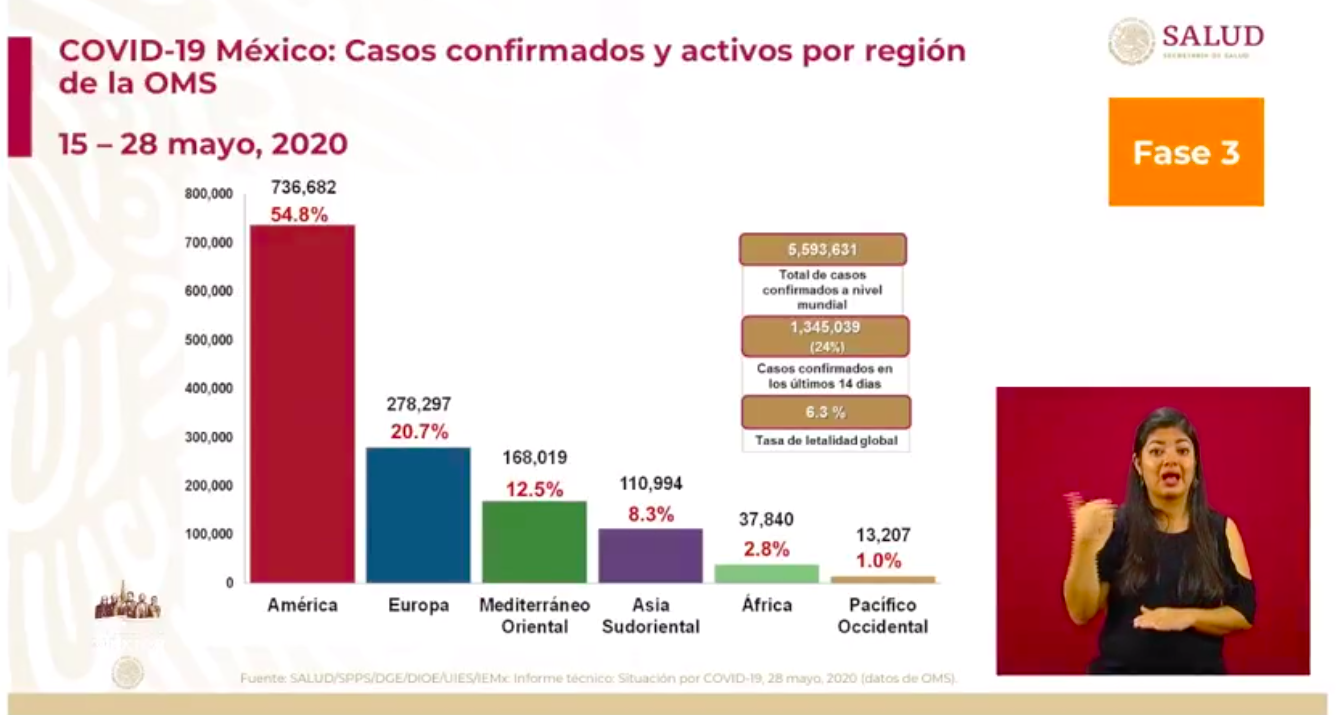 COVID-19 México: Casos confirmados y activos por región
de la OMS
15 – 28 mayo, 2020
SALUD
SECRETARÍA DE SALUD
Fase 3
800,000
700,000
600,000
500,000
400,000
300,000
200,000
100,000
0
736,682
54.8%
278,297
20.7%
168,019
12.5%
110,994
8.3%
37,840
2.8%
13,207
1.0%
América
Europa
Mediterráneo
Oriental
Asia
Sudoriental
África
Pacífico
Occidental
5,593,631
Total de casos
confirmados a nivel
mundial
1,345,039
(24%)
Casos confirmados en
los últimos 14 días
6.3 %
Tasa de letalidad global
Fuente: SALUD/SPPS/DGE/DIOE/UIES/IEMx: Informe técnico: Situación por COVID-19, 28 mayo, 2020 (datos de OMS).